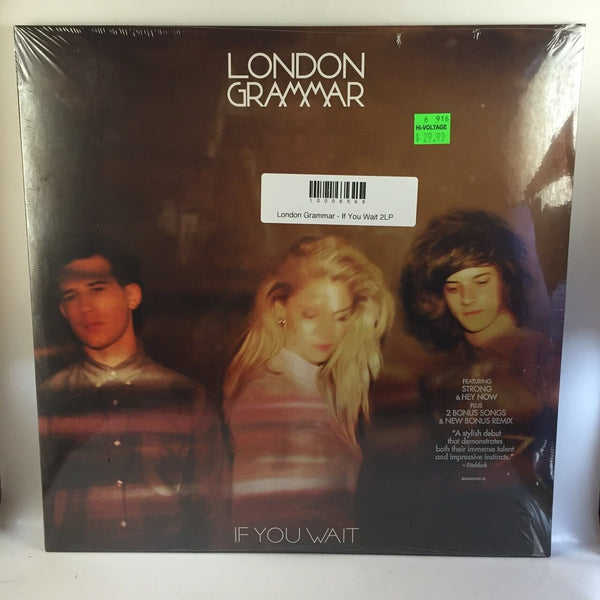 LONDON
GRAMMAR
6 916
HI-VOLTAGE
$ 29.99
10006568
London Grammar - If You Wait 2LP
FEATURING
STRONG
& HEY NOW
PLUS
2 BONUS SONGS
& NEW BONUS REMIX
"A stylish debut
that demonstrates
both their immense talent
and impressive instincts."
—Pitchfork
IF YOU WAIT